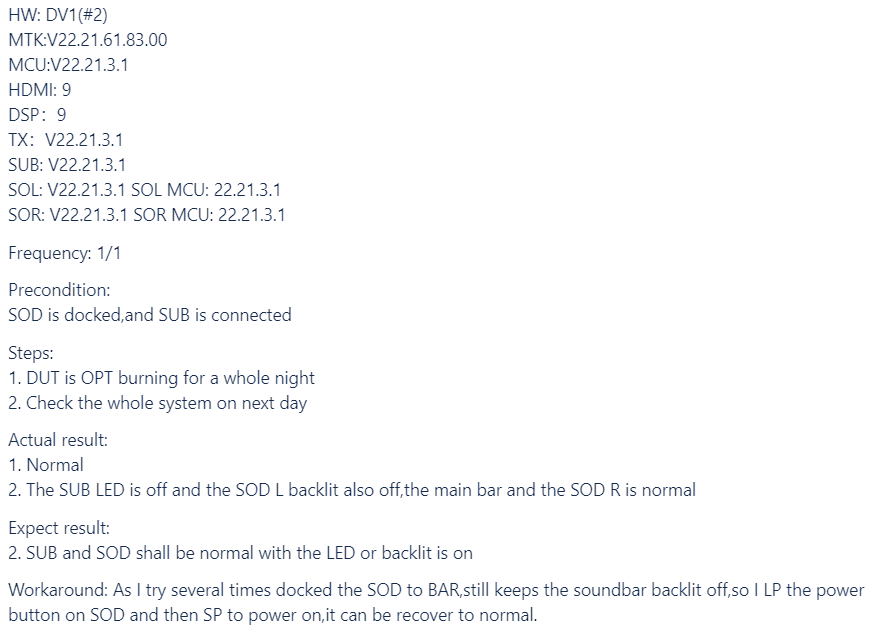 HW: DV1(#2)
MTK:V22.21.61.83.00
MCU:V22.21.3.1
HDMI: 9
DSP： 9
TX： V22.21.3.1
SUB: V22.21.3.1
SOL: V22.21.3.1 SOL MCU: 22.21.3.1
SOR: V22.21.3.1 SOR MCU: 22.21.3.1
Frequency: 1/1
Precondition:
SOD is docked,and SUB is connected
Steps:
1. DUT is OPT burning for a whole night
2. Check the whole system on next day
Actual result:
1. Normal
2. The SUB LED is off and the SOD L backlit also off,the main bar and the SOD R is normal
Expect result:
2. SUB and SOD shall be normal with the LED or backlit is on
Workaround: As I try several times docked the SOD to BAR,still keeps the soundbar backlit off,so I LP the power
button on SOD and then SP to power on,it can be recover to normal.